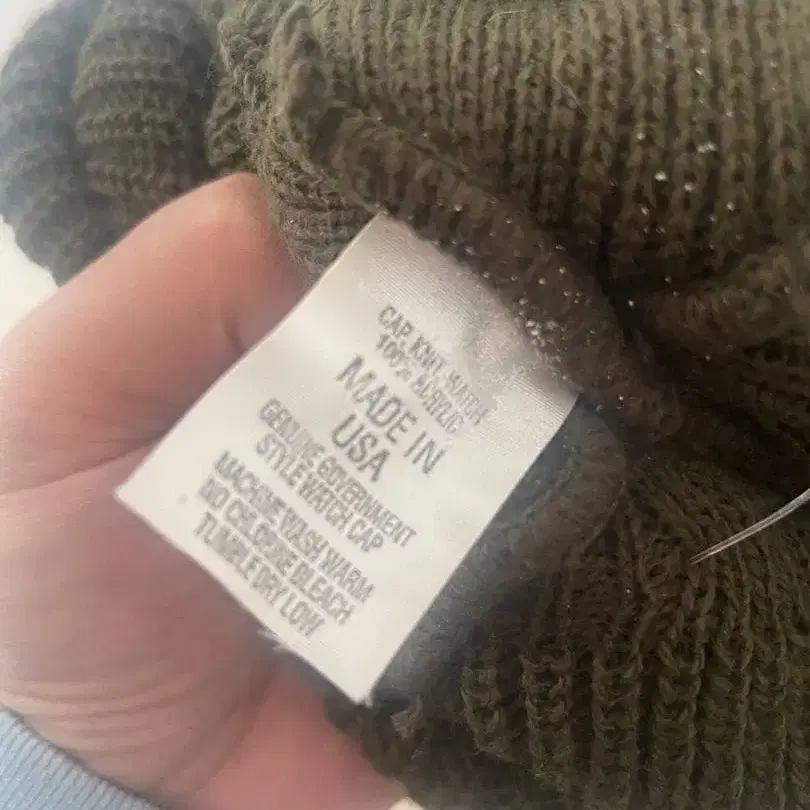 CAP, KNIT, WATCH
100% ACRYLIC
MADE IN
USA
GENUINE GOVERNMENT
STYLE WATCH CAP
MACHINE WASH WARM
NO CHLORINE BLEACH
TUMBLE DRY LOW